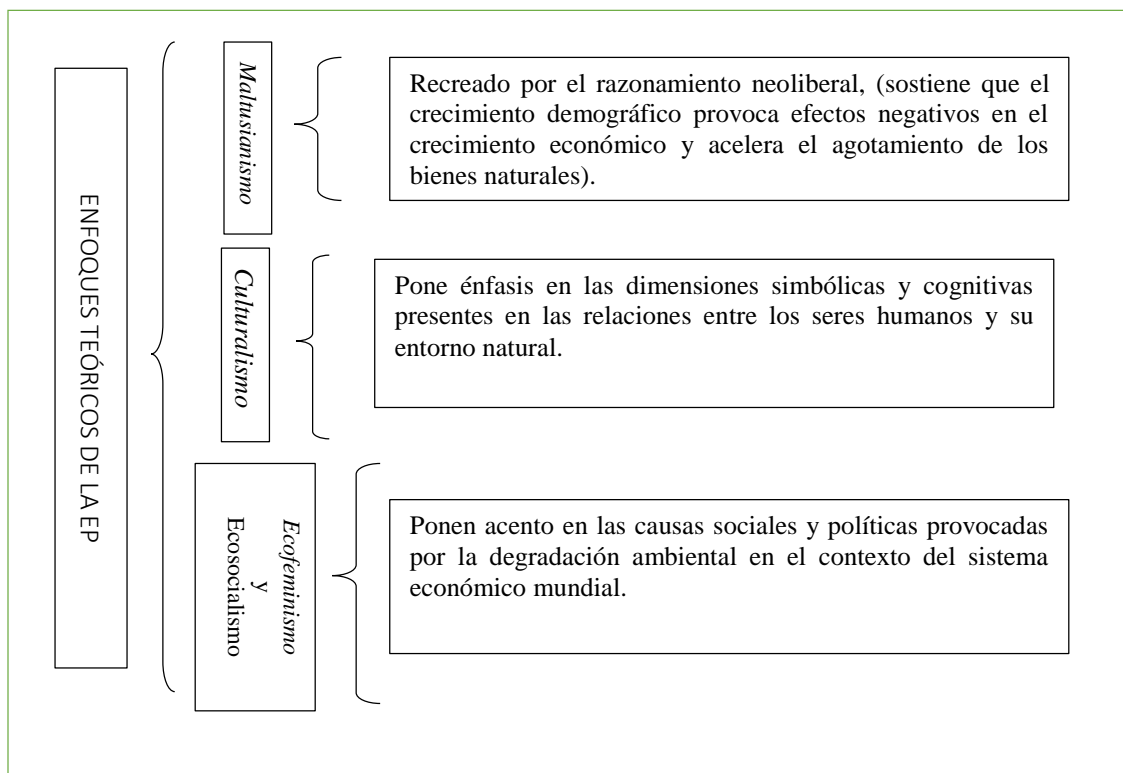 ENFOQUES TEÓRICOS DE LA EP
Maltusianismo
Recreado por el razonamiento neoliberal, (sostiene que el
crecimiento demográfico provoca efectos negativos en el
crecimiento económico y acelera el agotamiento de los
bienes naturales).
Culturalismo
Pone énfasis en las dimensiones simbólicas y cognitivas
presentes en las relaciones entre los seres humanos y su
entorno natural.
Ecofeminismo
y
Ecosocialismo
Ponen acento en las causas sociales y políticas provocadas
por la degradación ambiental en el contexto del sistema
económico mundial.